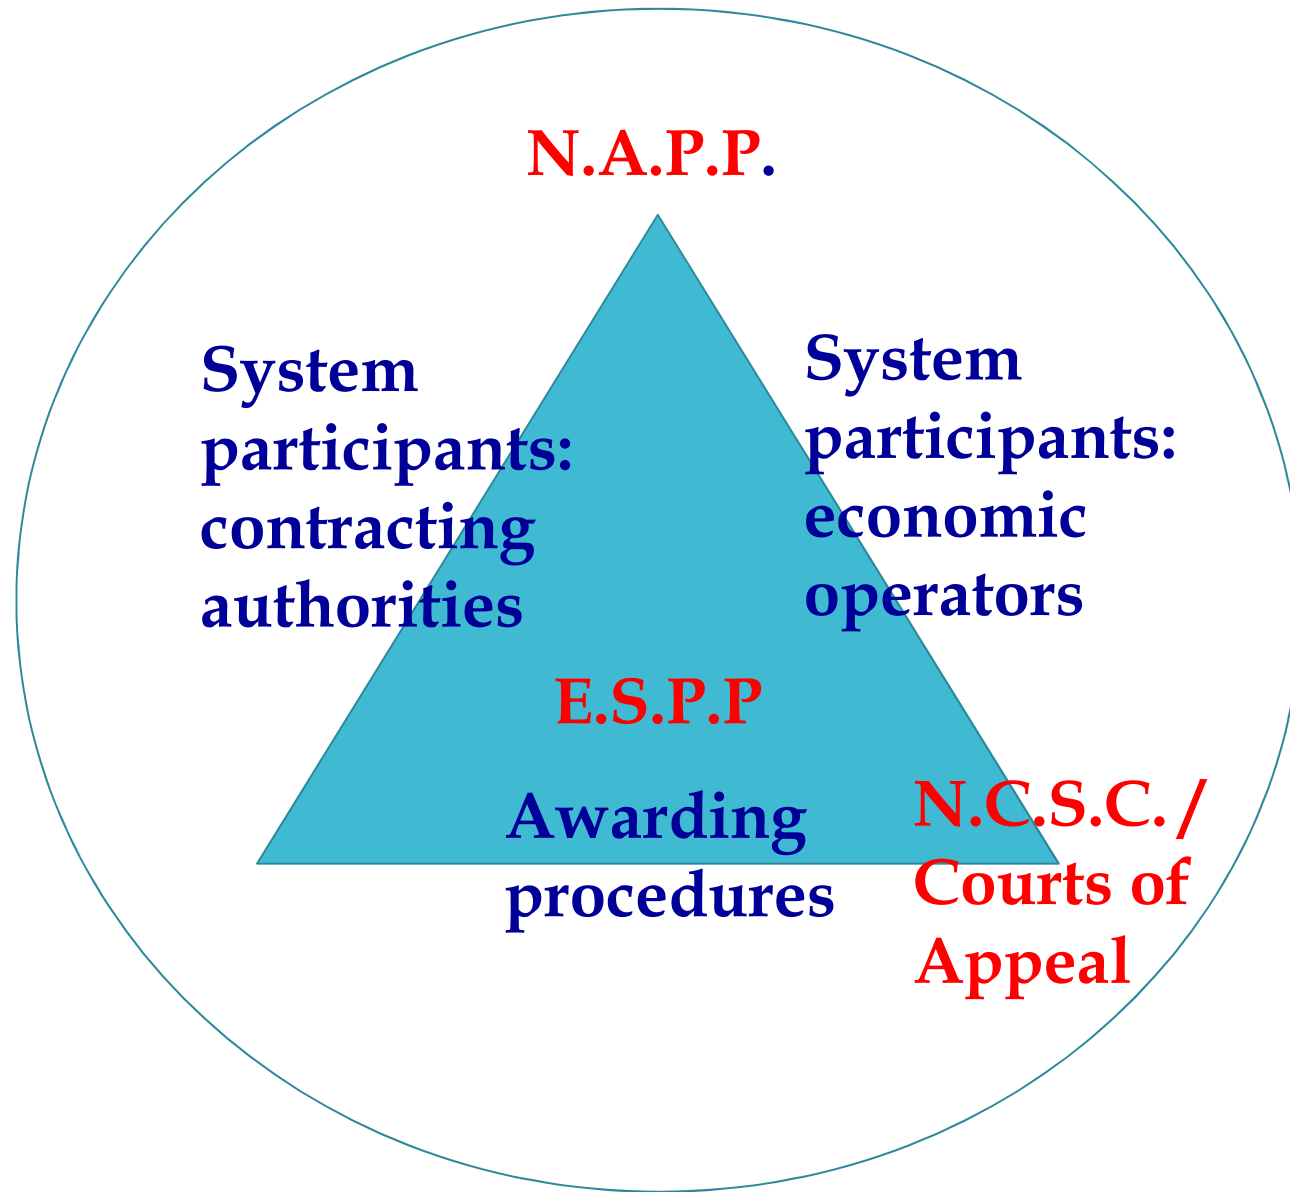 N.A.P.P.
System
participants:
contracting
authorities
System
participants:
economic
operators
E.S.P.P
Awarding
procedures
N.C.S.C. /
Courts of
Appeal